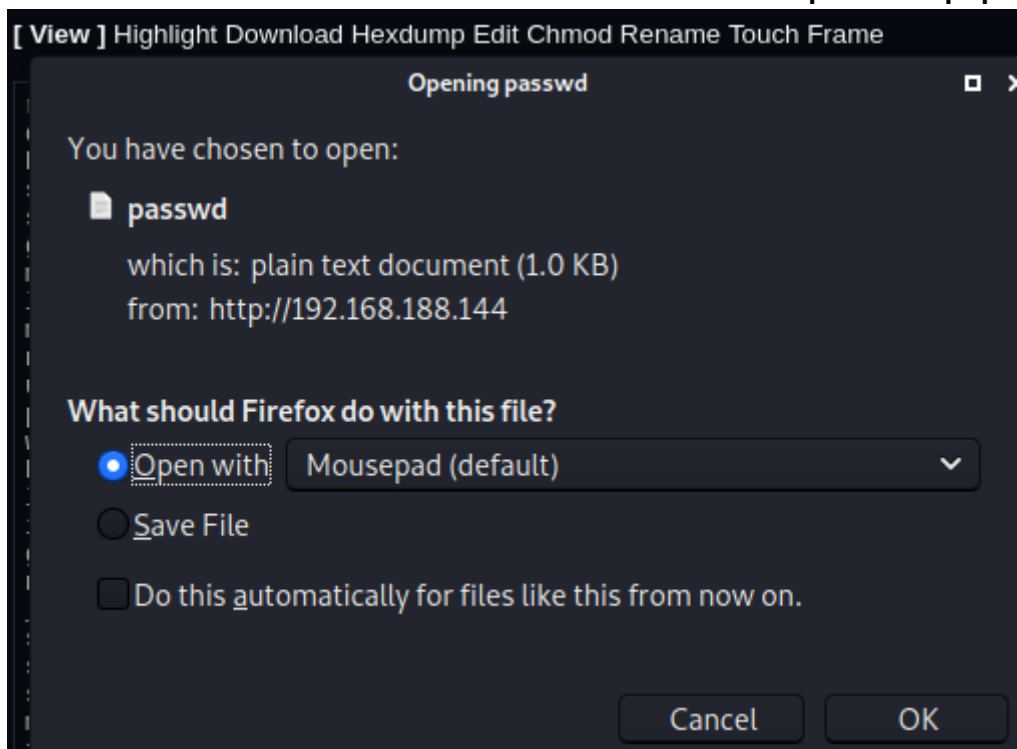 [ View ] Highlight Download Hexdump Edit Chmod Rename Touch Frame
Opening passwd
You have chosen to open:
passwd
which is: plain text document (1.0 KB)
from: http://192.168.188.144
What should Firefox do with this file?
Open with Mousepad (default)
Save File
Do this automatically for files like this from now on.
Cancel OK